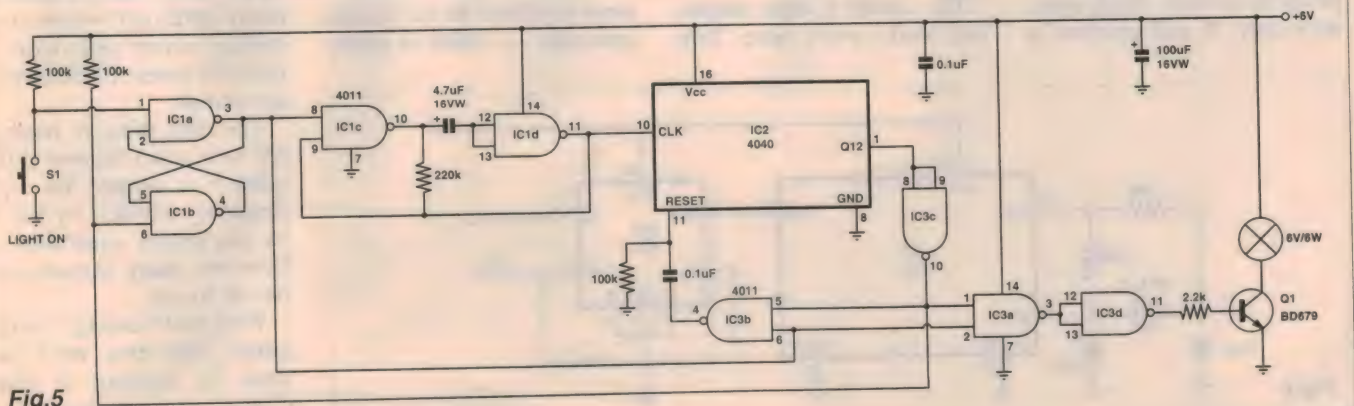 +6V
100k
100k
4011
4.7uF
16VW
0.1uF
100uF
16VW
1
2
IC1a
3
8
9
IC1c
10
7
220k
12
13
14
IC1d
11
16
Vcc
10
CLK
IC2
4040
1
Q12
RESET
GND
11
8
8
9
IC3c
10
S1
LIGHT ON
5
6
IC1b
4
100k
0.1uF
4011
4
IC3b
5
6
1
2
14
IC3a
3
7
12
13
IC3d
11
2.2k
6V/6W
Q1
BD679
Fig.5